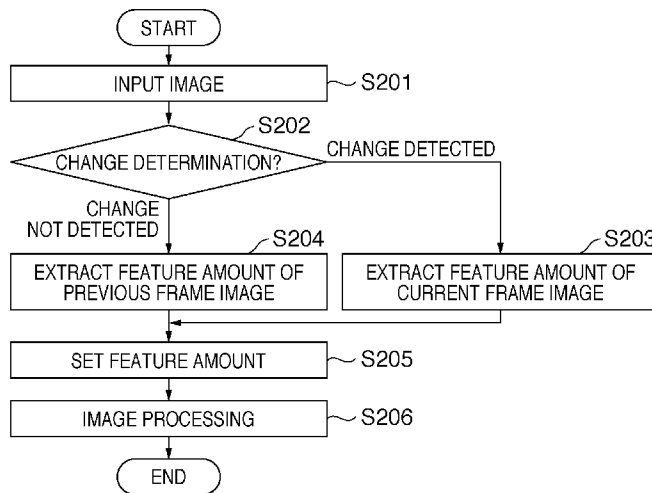 START
INPUT IMAGE
S201
S202
CHANGE DETERMINATION?
CHANGE DETECTED
CHANGE
NOT DETECTED
S204
EXTRACT FEATURE AMOUNT OF
PREVIOUS FRAME IMAGE
S203
EXTRACT FEATURE AMOUNT OF
CURRENT FRAME IMAGE
SET FEATURE AMOUNT
S205
IMAGE PROCESSING
S206
END